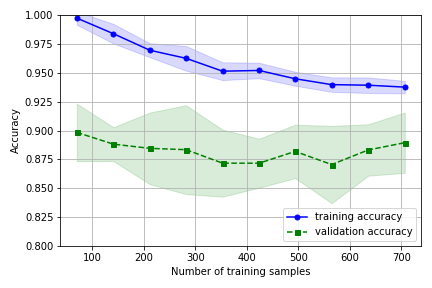 1.000
0.975
0.950
0.925
0.900
0.875
0.850
0.825
0.800
Accuracy
100 200 300 400 500 600 700
Number of training samples
training accuracy
validation accuracy